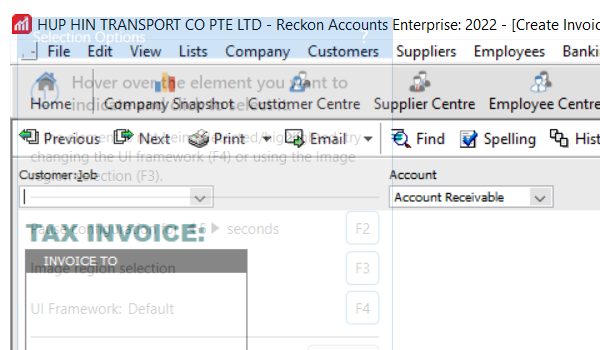 HUP HIN TRANSPORT CO PTE LTD - Reckon Accounts Enterprise: 2022 - [Create Invoic
Selection Options
File Edit View Lists Company Customers Suppliers Employees Banki
Hover over the element you want to
Home Company Snapshot Customer Centre Supplier Centre Employee Centre
Previous Next Print Email Find Spelling Hist
changing the UI framework (F4) or using the image
region selection (F3).
Customer:Job Account
Account Receivable
Pause configuration for 5 seconds F2
TAX INVOICE:
INVOICE TO
Image region selection F3
UI Framework: Default F4